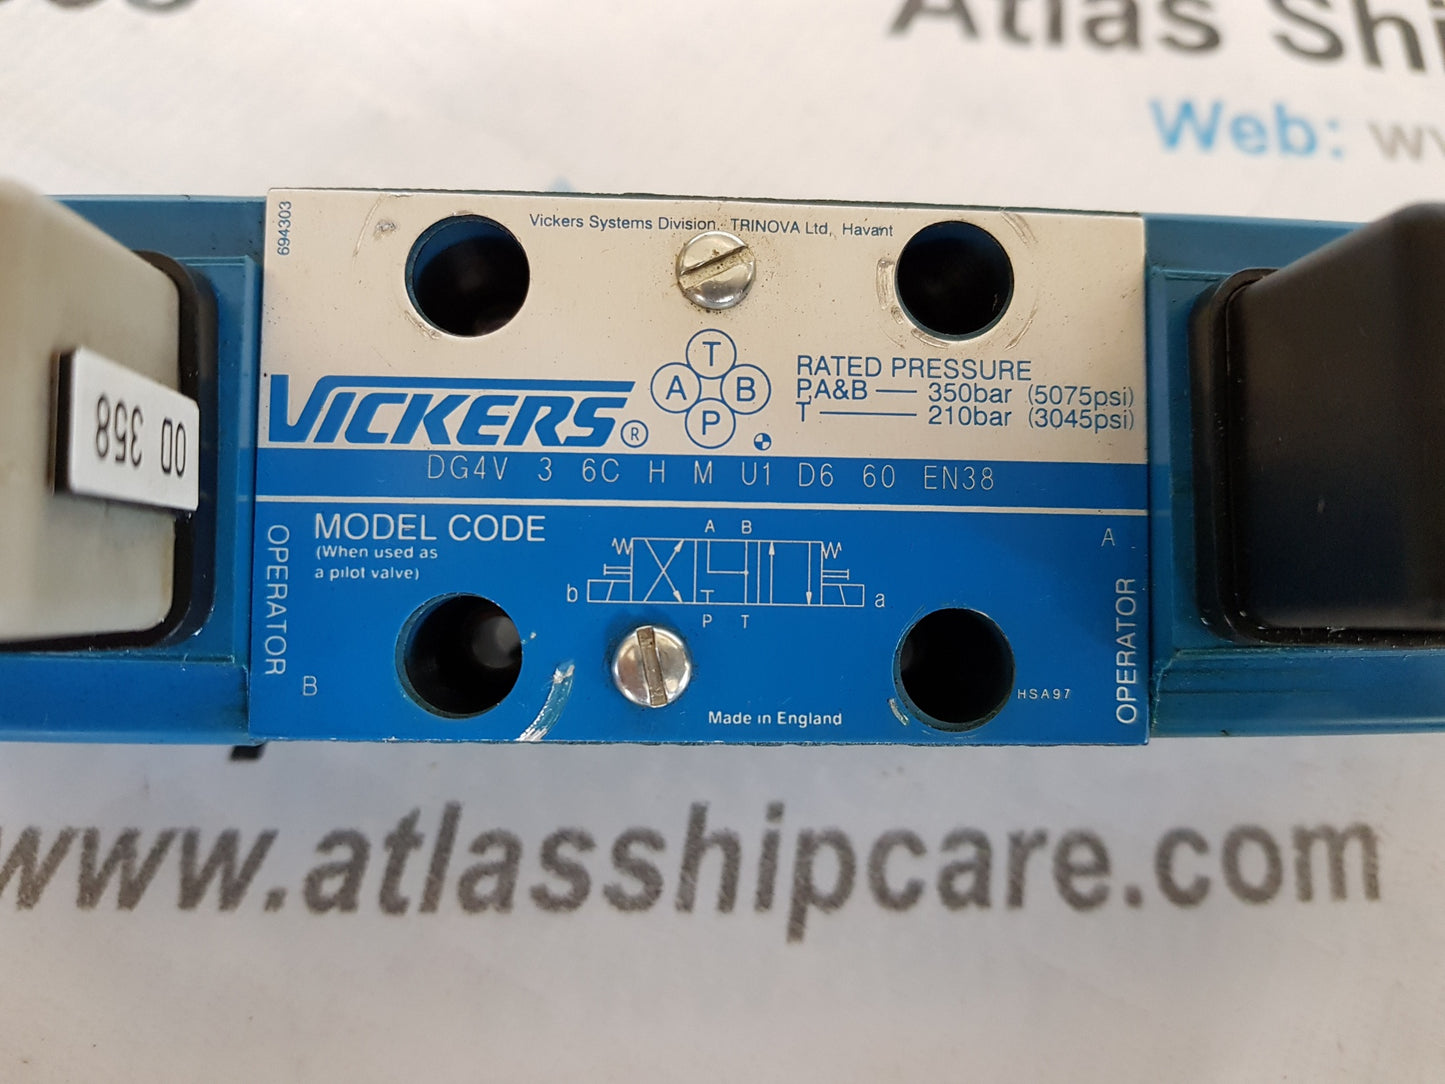 Atlas Shi
Web: w
694303
Vickers Systems Division, TRINOVA Ltd, Havant
T
A B
P
RATED PRESSURE
P,A&B — 350bar (5075psi)
T — 210bar (3045psi)
VICKERS ®
OD 358
DG4V 3 6C H M U1 D6 60 EN38
MODEL CODE
(When used as
a pilot valve)
OPERATOR
B
A B
b a
T
P T
A
OPERATOR
HSA97
Made in England
www.atlasshipcare.com